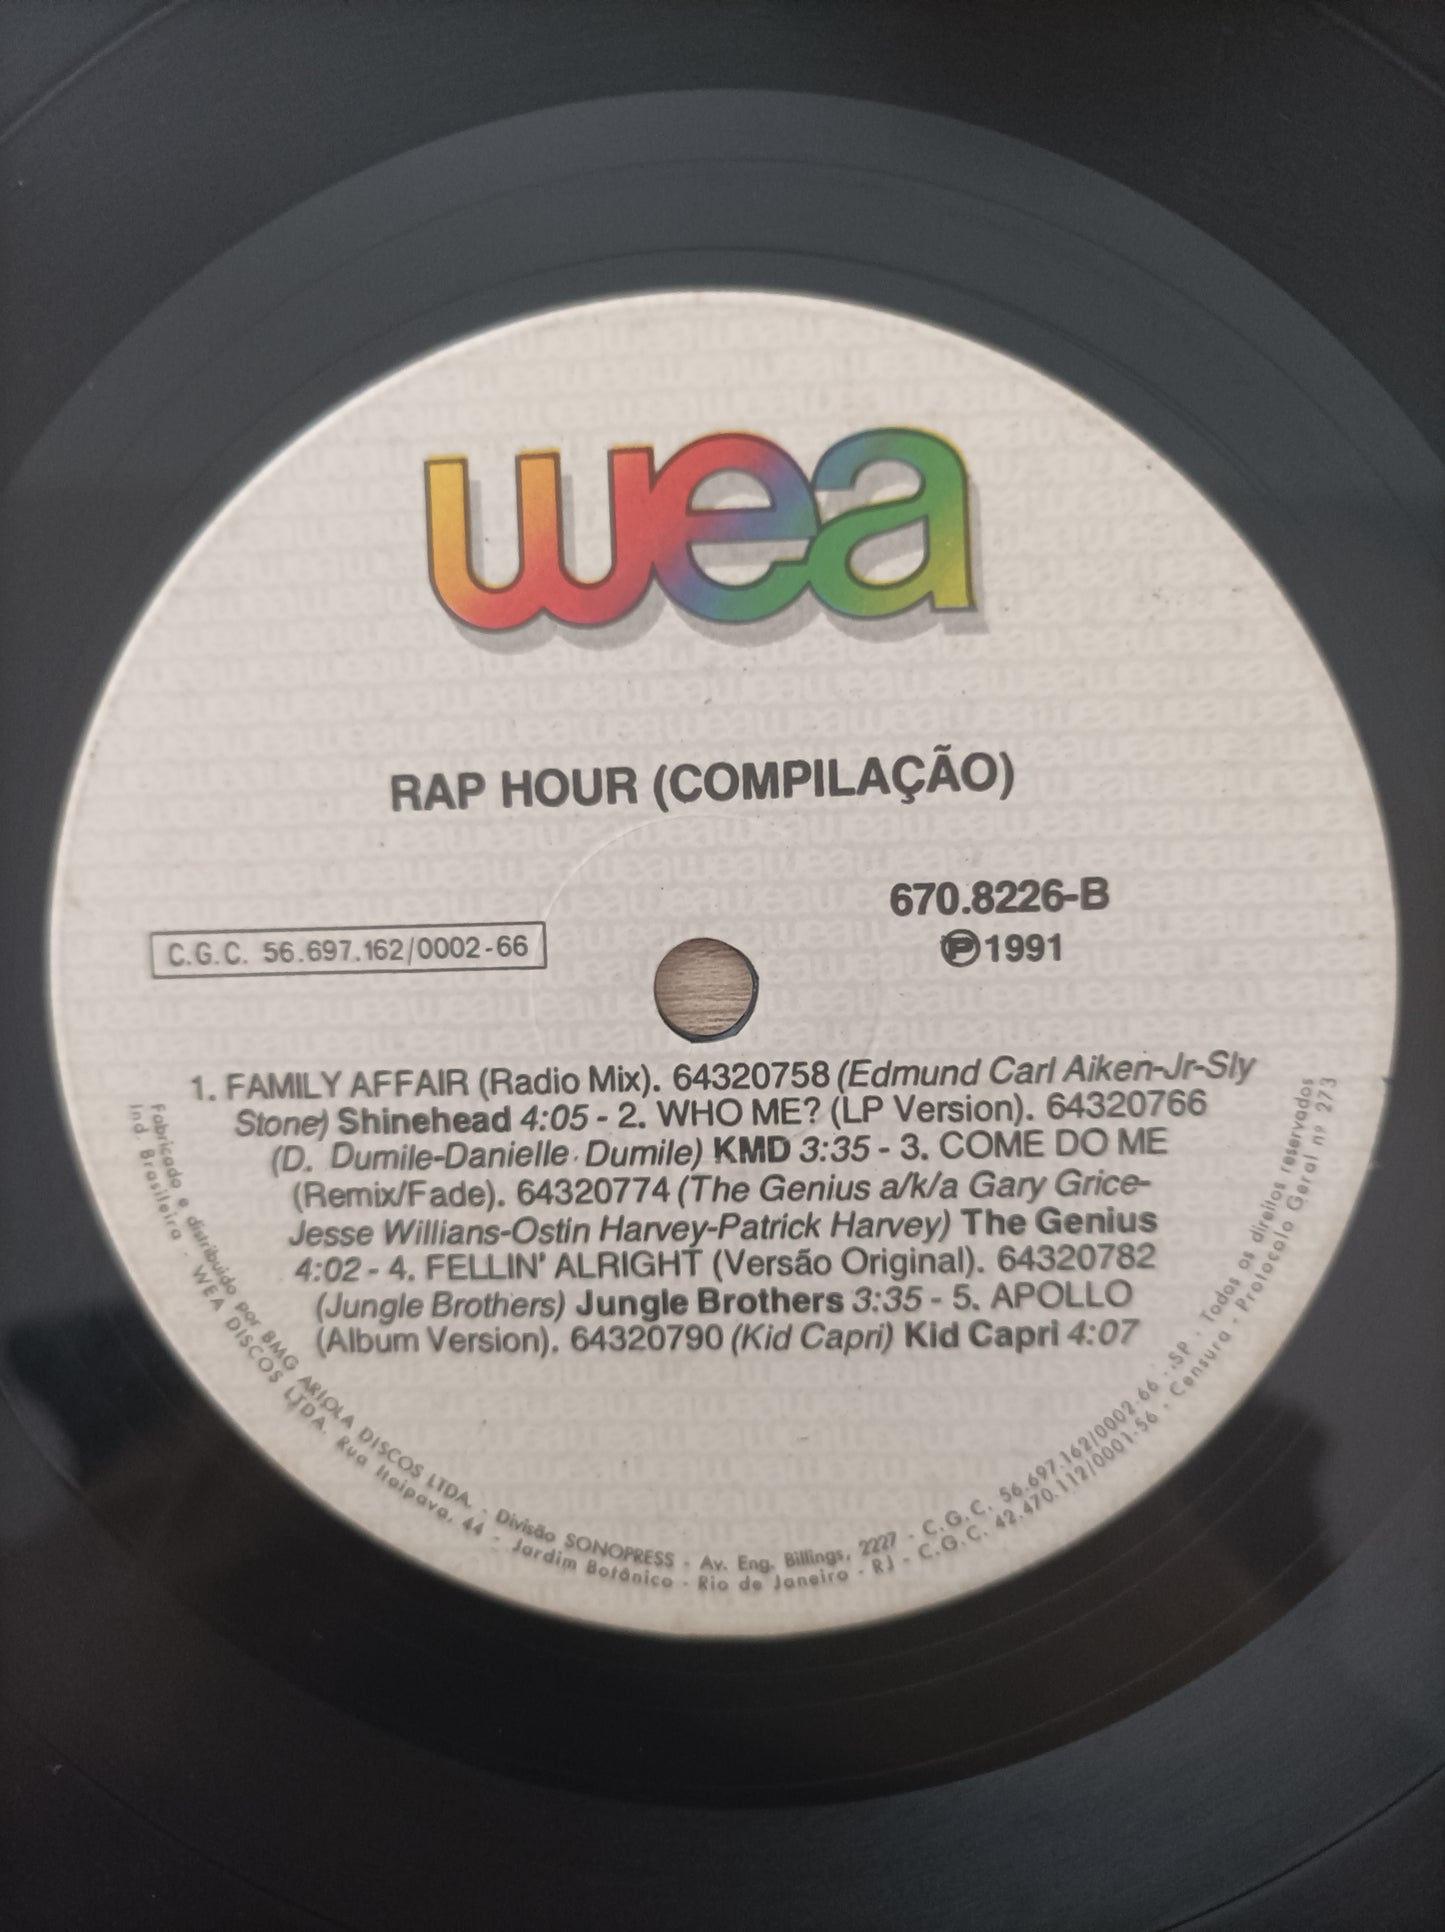 wea
RAP HOUR (COMPILAÇÃO)
670.8226-B
C.G.C. 56.697.162/0002-66
Ⓟ1991
1. FAMILY AFFAIR (Radio Mix). 64320758 (Edmund Carl Aiken-Jr-Sly
Stone) Shinehead 4:05 - 2. WHO ME? (LP Version). 64320766
(D. Dumile-Danielle Dumile) KMD 3:35 - 3. COME DO ME
(Remix/Fade). 64320774 (The Genius a/k/a Gary Grice-
Jesse Willians-Ostin Harvey-Patrick Harvey) The Genius
4:02 - 4. FELLIN' ALRIGHT (Versão Original). 64320782
(Jungle Brothers) Jungle Brothers 3:35 - 5. APOLLO
(Album Version). 64320790 (Kid Capri) Kid Capri 4:07
Fabricado e distribuído por BMG ARIOLA DISCOS LTDA. - Divisão SONOPRESS - Av. Eng. Billings, 2227 - C.G.C. 56.697.162/0002-66 - SP - Todos os direitos reservados
Ind. Brasileira - WEA DISCOS LTDA. Rua Itaipava, 44 - Jardim Botânico - Rio de Janeiro - RJ - C.G.C. 42.470.112/0001-56 - Censura - Protocolo Geral nº 273